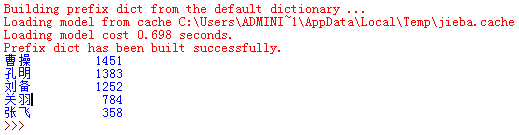 Building prefix dict from the default dictionary ...
Loading model from cache C:\Users\ADMINI~1\AppData\Local\Temp\jieba.cache
Loading model cost 0.698 seconds.
Prefix dict has been built successfully.
曹操 1451
孔明 1383
刘备 1252
关羽 784
张飞 358
>>>